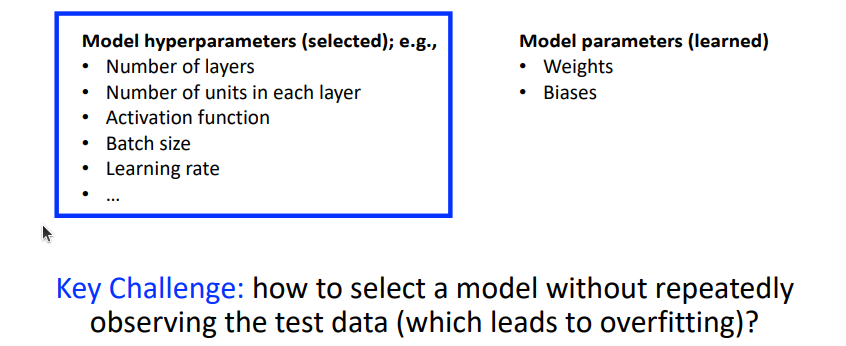 Model hyperparameters (selected); e.g.,
• Number of layers
• Number of units in each layer
• Activation function
• Batch size
• Learning rate
• ...
Model parameters (learned)
• Weights
• Biases
Key Challenge: how to select a model without repeatedly
observing the test data (which leads to overfitting)?